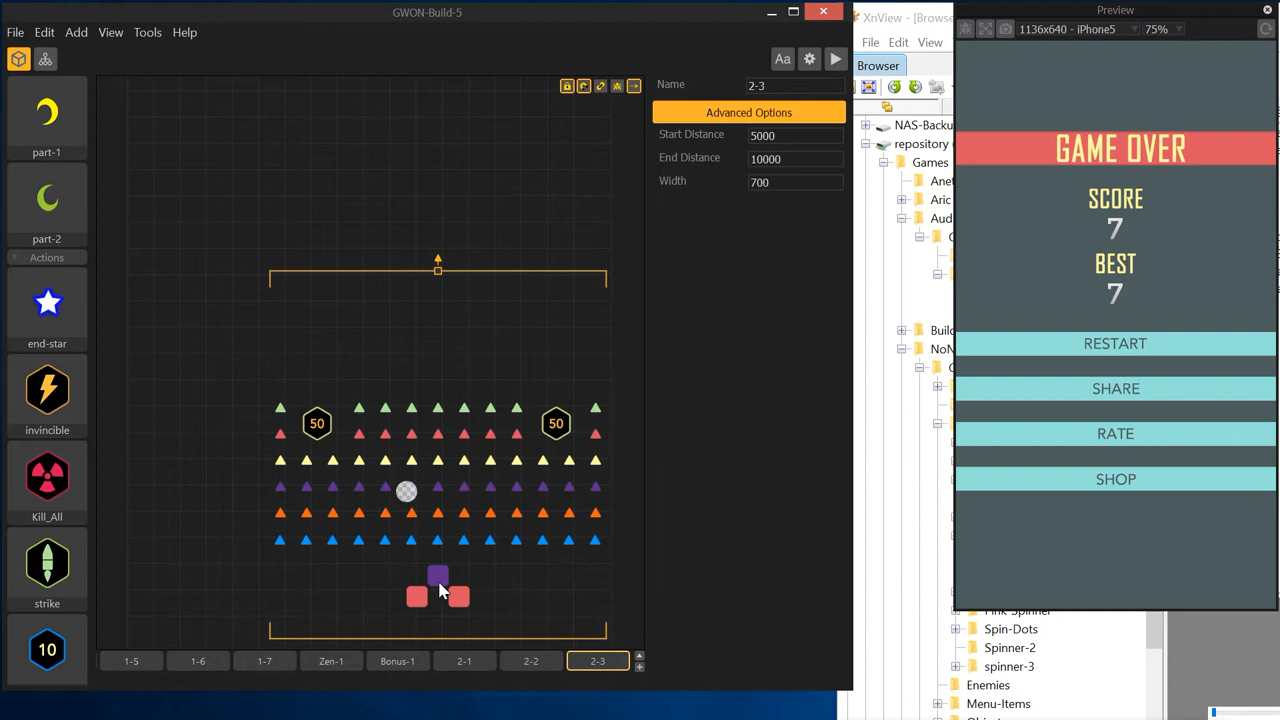 GWON-Build-5
File Edit Add View Tools Help
Aa
part-1
part-2
Actions
end-star
invincible
Kill_All
strike
10
50 50
1-5 1-6 1-7 Zen-1 Bonus-1 2-1 2-2 2-3
Name 2-3
Advanced Options
Start Distance 5000
End Distance 10000
Width 700
XnView - [Brows
File Edit View
Browser
NAS-Backu
repository (
Games
Anet
Aric
Aud
Buil
NoN
Spin-Dots
Spinner-2
spinner-3
Enemies
Menu-Items
Preview
1136x640 - iPhone5 75%
GAME OVER
SCORE
7
BEST
7
RESTART
SHARE
RATE
SHOP